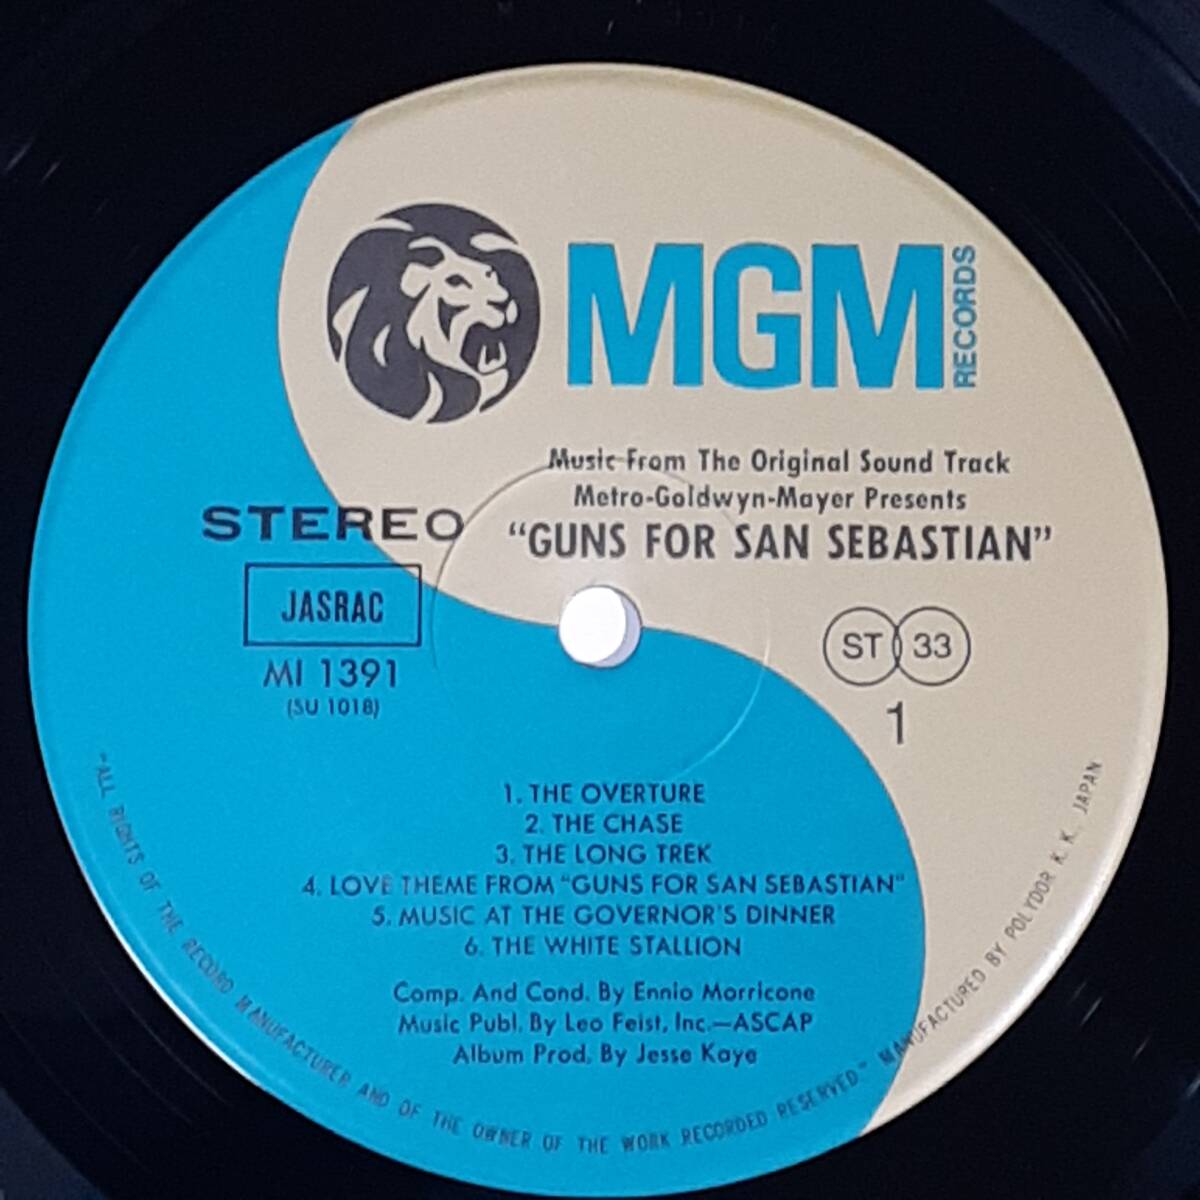 MGM
RECORDS
Music From The Original Sound Track
Metro-Goldwyn-Mayer Presents
STEREO
"GUNS FOR SAN SEBASTIAN"
JASRAC
MI 1391
(SU 1018)
ST 33
1
1. THE OVERTURE
2. THE CHASE
3. THE LONG TREK
4. LOVE THEME FROM "GUNS FOR SAN SEBASTIAN"
5. MUSIC AT THE GOVERNOR'S DINNER
6. THE WHITE STALLION
Comp. And Cond. By Ennio Morricone
Music Publ. By Leo Feist, Inc.—ASCAP
Album Prod. By Jesse Kaye
"ALL RIGHTS OF THE RECORD MANUFACTURER AND OF THE OWNER OF THE WORK RECORDED RESERVED" MANUFACTURED BY POLYDOR K. K., JAPAN